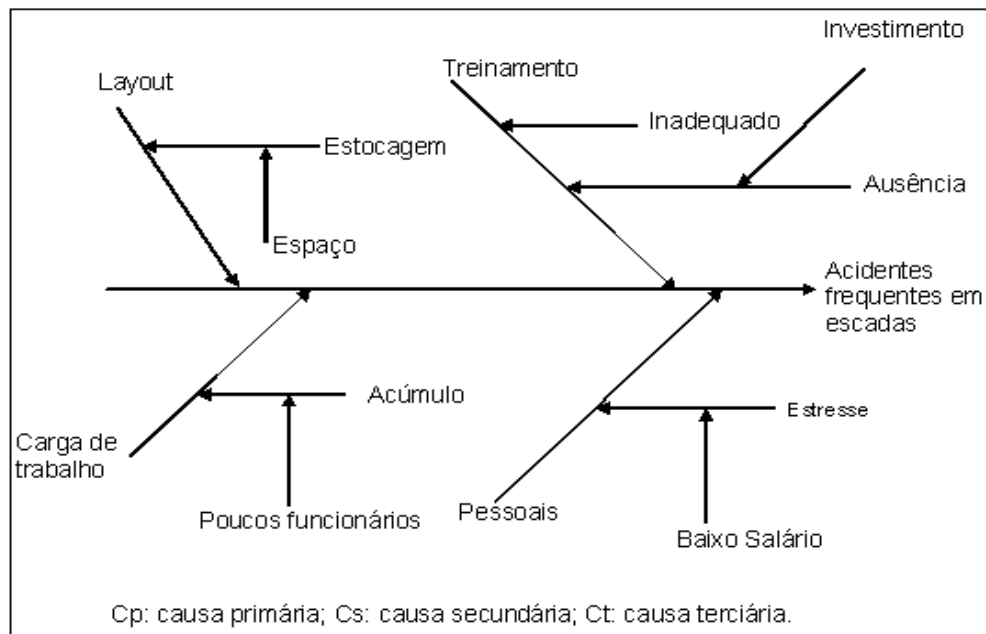 Investimento
Treinamento
Layout
Inadequado
Estocagem
Ausência
Espaço
Acidentes
frequentes em
escadas
Acúmulo
Estresse
Carga de
trabalho
Poucos funcionários
Pessoais
Baixo Salário
Cp: causa primária; Cs: causa secundária; Ct: causa terciária.